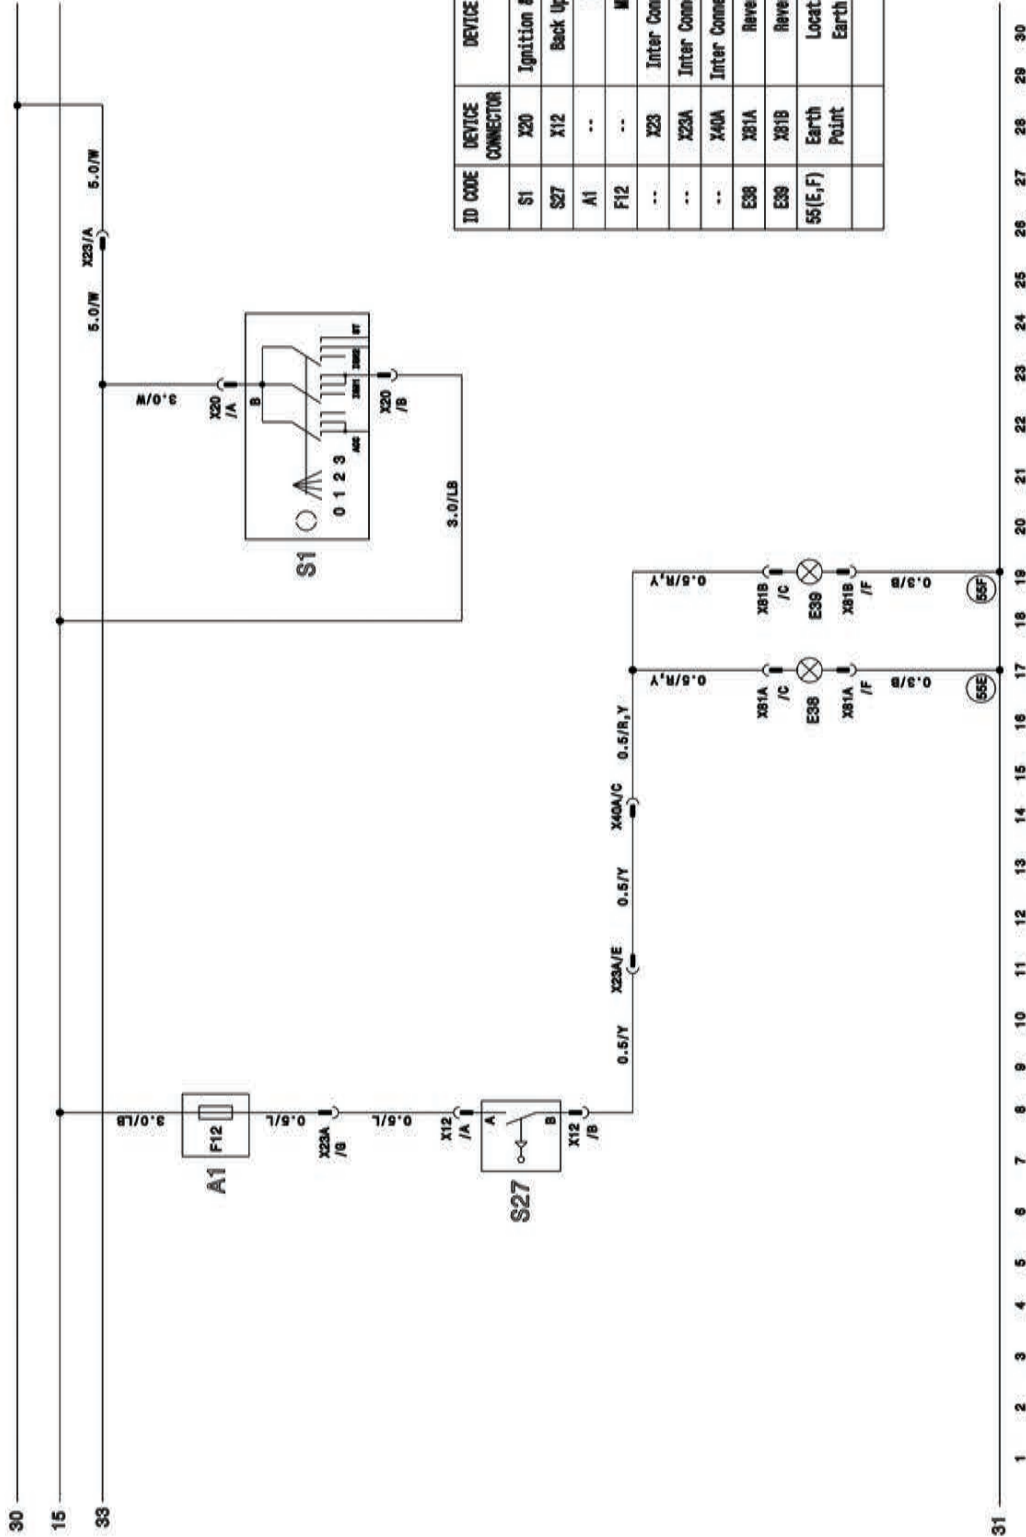 30
15
33
5.0/W
X23/A
5.0/W
3.0/W
X20
/A
B
ACC
IGN1
IGN2
ST
0 1 2 3
S1
X20
/B
3.0/LB
3.0/LB
F12
A1
0.5/L
X23A
/G
0.5/L
X12
/A
A
B
S27
X12
/B
0.5/Y
X23A/E
0.5/Y
X40A/C
0.5/R,Y
0.5/R,Y
X81A
/C
E38
X81A
/F
0.3/B
55E
0.5/R,Y
X81B
/C
E39
X81B
/F
0.3/B
55F
31
1 2 3 4 5 6 7 8 9 10 11 12 13 14 15 16 17 18 19 20 21 22 23 24 25 26 27 28 29 30
ID CODE DEVICE CONNECTOR DEVICE
S1 X20 Ignition &
S27 X12 Back Up
A1 --
F12 -- M
-- X23 Inter Con
-- X23A Inter Conn
-- X40A Inter Conne
E38 X81A Reve
E39 X81B Reve
55(E,F) Earth Point Locat Earth